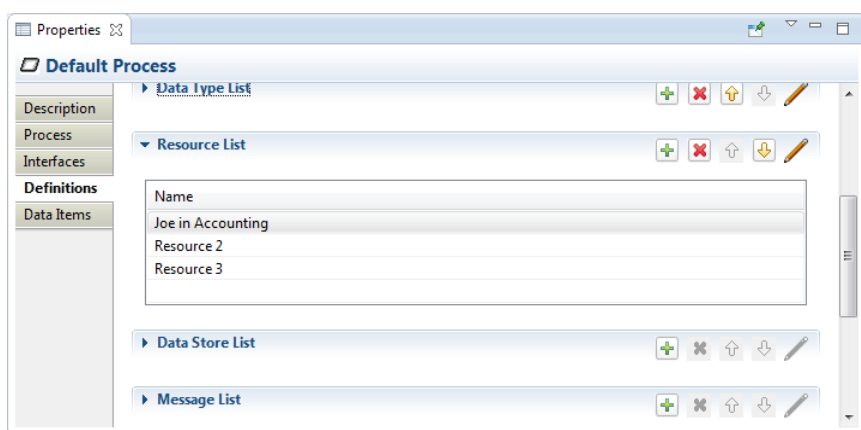 Properties
Default Process
Description
Process
Interfaces
Definitions
Data Items
Data Type List
Resource List
Name
Joe in Accounting
Resource 2
Resource 3
Data Store List
Message List